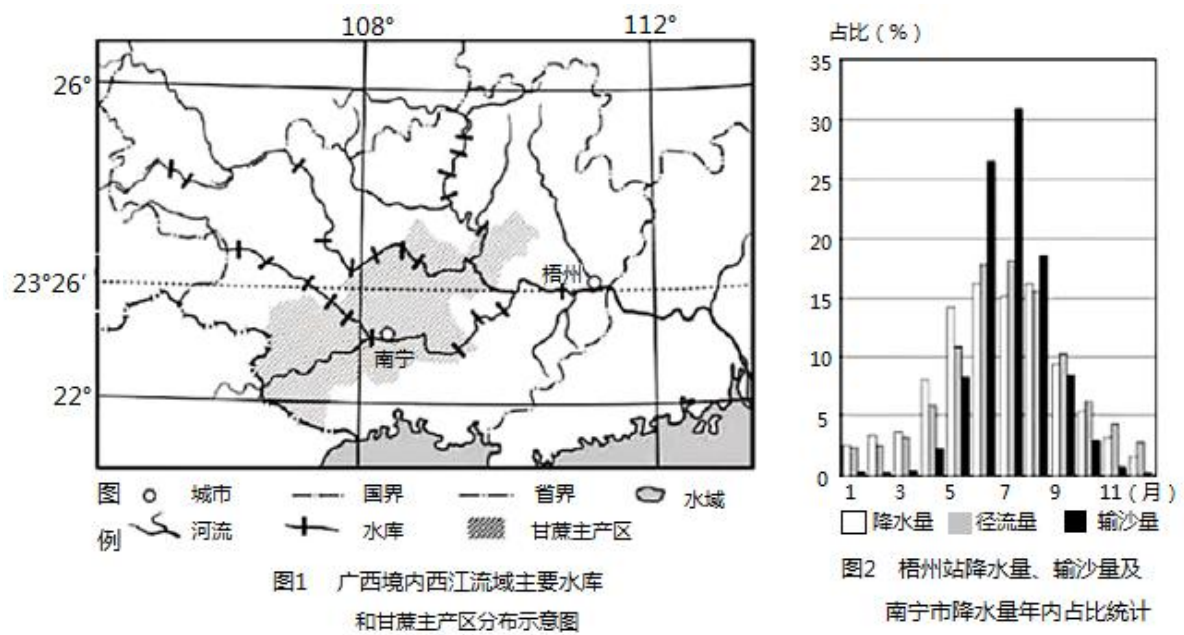 108°
112°
26°
23°26′
22°
梧州
南宁
图
例
城市
国界
省界
水域
河流
水库
甘蔗主产区
图1 广西境内西江流域主要水库
和甘蔗主产区分布示意图
占比（%）
35
30
25
20
15
10
5
0
1 3 5 7 9 11（月）
降水量 径流量 输沙量
图2 梧州站降水量、输沙量及
南宁市降水量年内占比统计